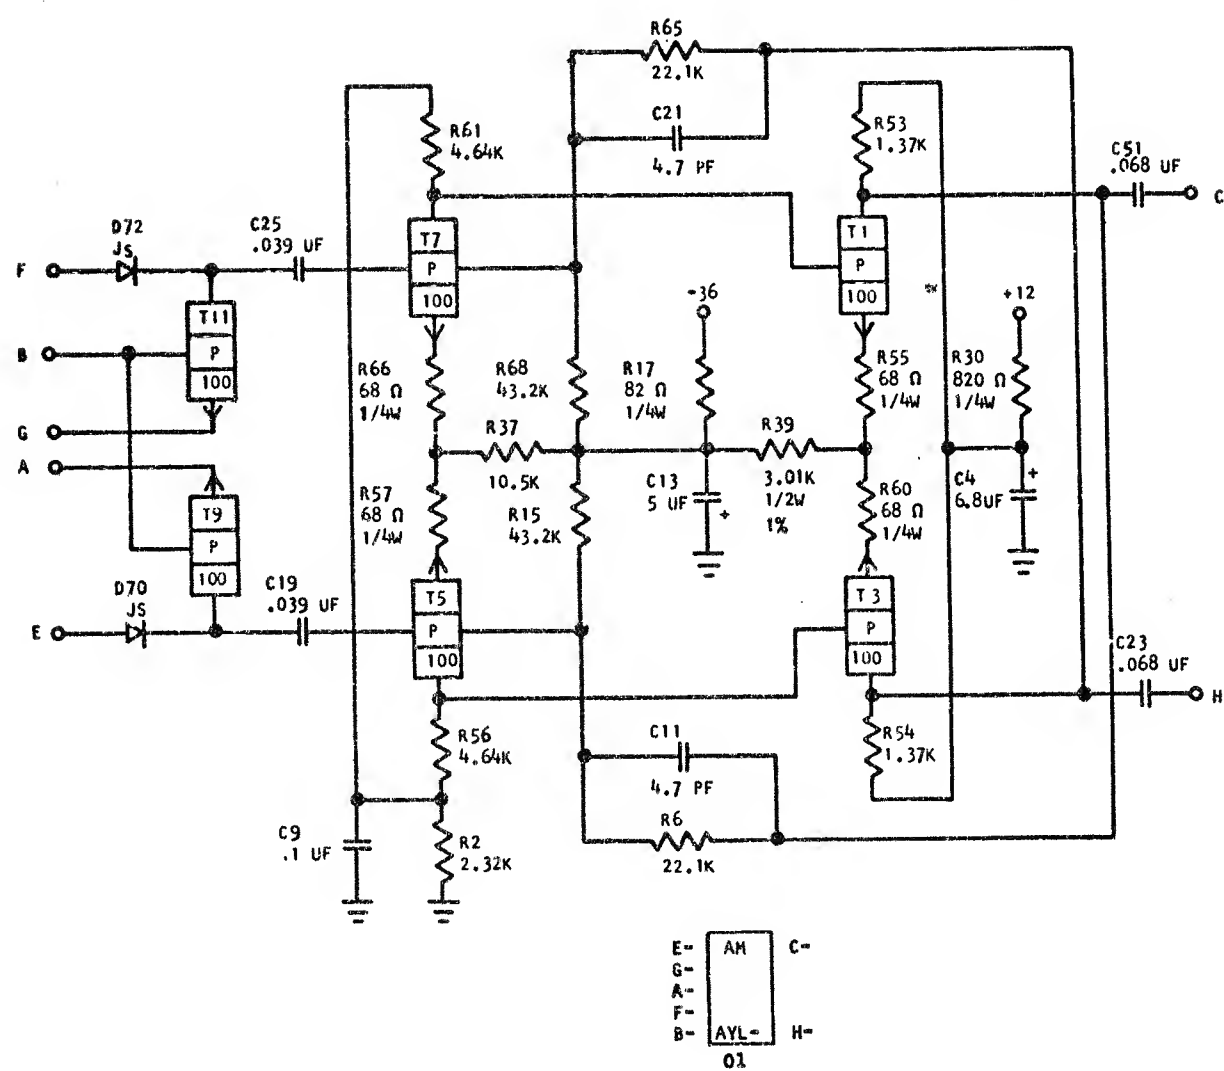 R65
22.1K
C21
4.7 PF
R61
4.64K
R53
1.37K
C51
.068 UF
C
D72
JS
C25
.039 UF
F
T7
P
100
T1
P
100
T11
P
100
B
-36
+12
R66
68 Ω
1/4W
R68
43.2K
R17
82 Ω
1/4W
R55
68 Ω
1/4W
R30
820 Ω
1/4W
G
A
R37
10.5K
R39
3.01K
1/2W
1%
R57
68 Ω
1/4W
R15
43.2K
C13
5 UF
+
R60
68 Ω
1/4W
C4
6.8UF
+
T9
P
100
D70
JS
C19
.039 UF
E
T5
P
100
T3
P
100
C23
.068 UF
H
R56
4.64K
C11
4.7 PF
R54
1.37K
R6
22.1K
C9
.1 UF
R2
2.32K
E- AM C-
G-
A-
F-
B- AYL- H-
01